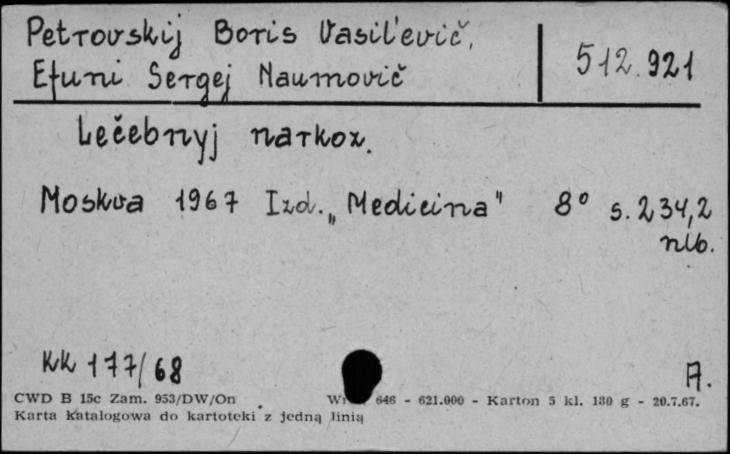 Petrovskij Boris Vasil'evič,
Efuni Sergej Naumovič
512.921
Lečebnyj narkoz.
Moskva 1967 Izd. „Medicina" 8° s. 234,2
nlb.
KK 177/68
A.
CWD B 15c Zam. 953/DW/On 646 - 621.000 - Karton 5 kl. 180 g - 20.7.67.
Karta katalogowa do kartoteki z jedną linią